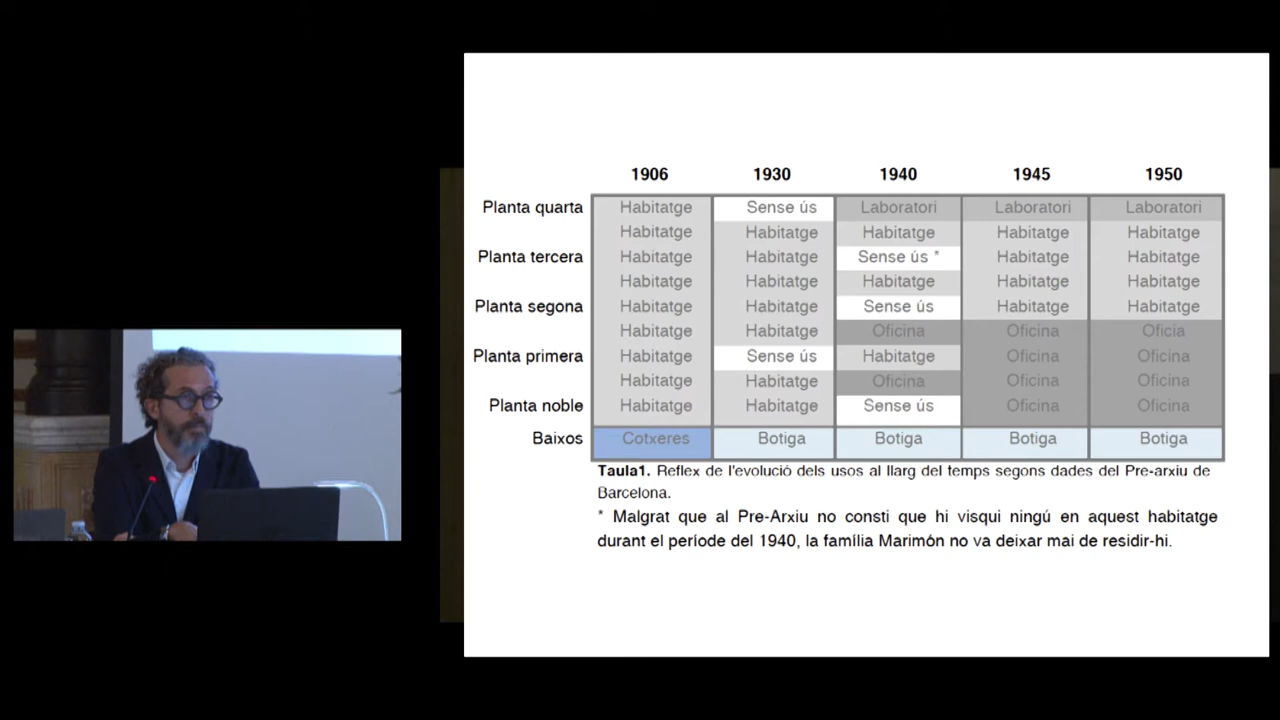 1906 1930 1940 1945 1950
Planta quarta Habitatge Sense ús Laboratori Laboratori Laboratori
Habitatge Habitatge Habitatge Habitatge Habitatge
Planta tercera Habitatge Habitatge Sense ús * Habitatge Habitatge
Habitatge Habitatge Habitatge Habitatge Habitatge
Planta segona Habitatge Habitatge Sense ús Habitatge Habitatge
Habitatge Habitatge Oficina Oficina Oficia
Planta primera Habitatge Sense ús Habitatge Oficina Oficina
Habitatge Habitatge Oficina Oficina Oficina
Planta noble Habitatge Habitatge Sense ús Oficina Oficina
Baixos Cotxeres Botiga Botiga Botiga Botiga
Taula1. Reflex de l'evolució dels usos al llarg del temps segons dades del Pre-arxiu de
Barcelona.
* Malgrat que al Pre-Arxiu no consti que hi visqui ningú en aquest habitatge
durant el període del 1940, la família Marimón no va deixar mai de residir-hi.